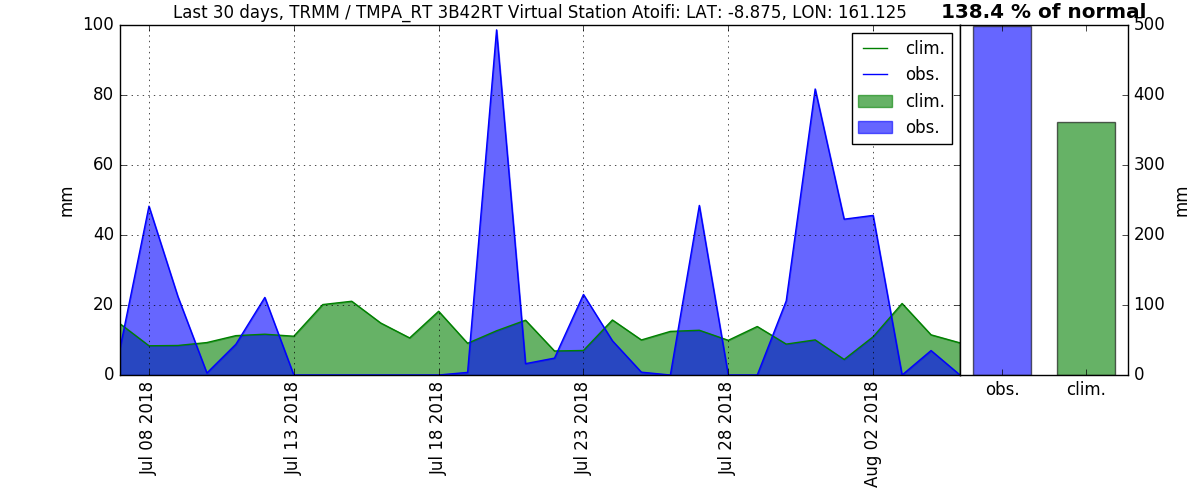 Last 30 days, TRMM / TMPA_RT 3B42RT Virtual Station Atoifi: LAT: -8.875, LON: 161.125
138.4 % of normal
100
80
60
40
20
0
mm
clim.
obs.
clim.
obs.
500
400
300
200
100
0
mm
Jul 08 2018
Jul 13 2018
Jul 18 2018
Jul 23 2018
Jul 28 2018
Aug 02 2018
obs.
clim.